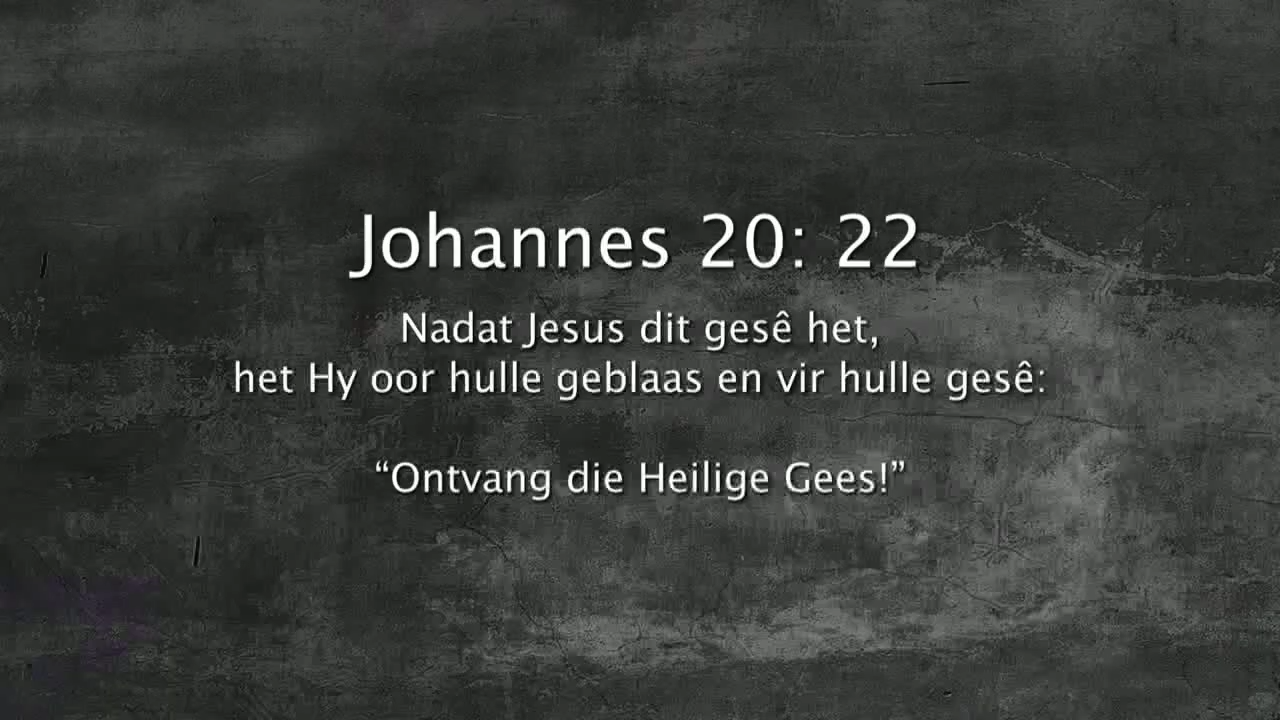 Johannes 20: 22
Nadat Jesus dit gesê het,
het Hy oor hulle geblaas en vir hulle gesê:
“Ontvang die Heilige Gees!”